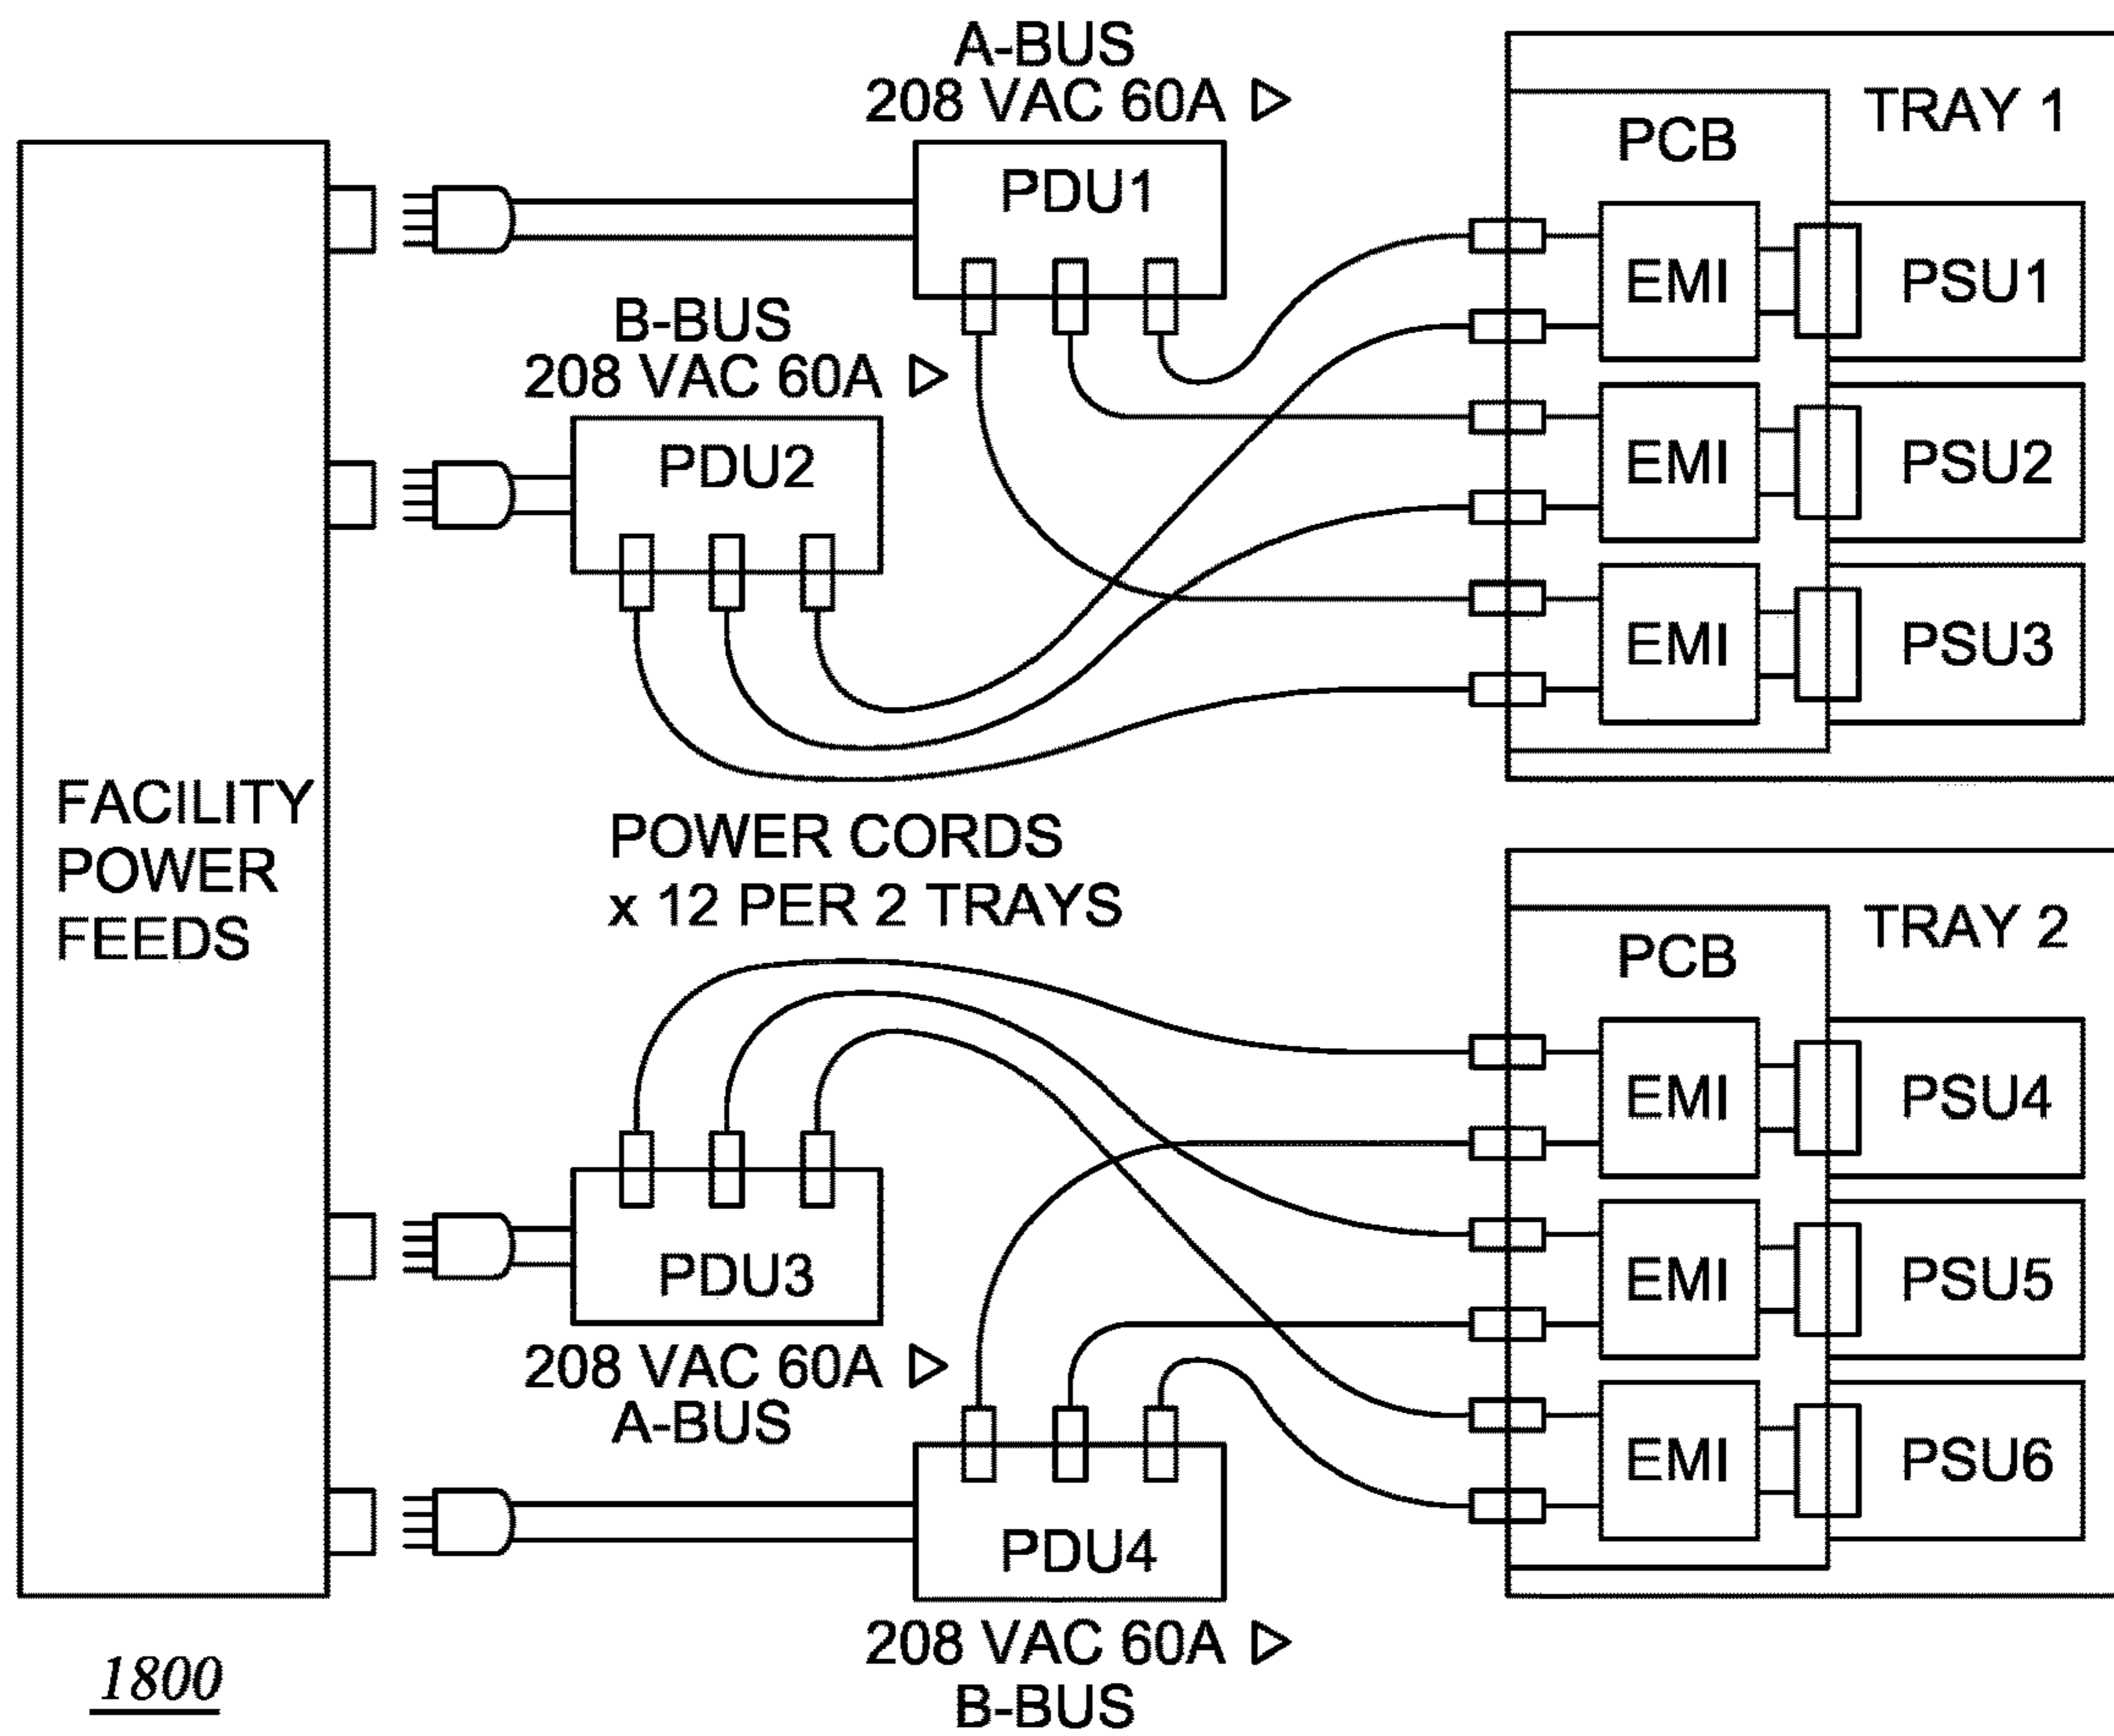 A-BUS
208 VAC 60A
PDU1
B-BUS
208 VAC 60A
PDU2
TRAY 1
PCB
EMI
PSU1
EMI
PSU2
EMI
PSU3
FACILITY
POWER
FEEDS
POWER CORDS
x 12 PER 2 TRAYS
TRAY 2
PCB
EMI
PSU4
EMI
PSU5
EMI
PSU6
PDU3
208 VAC 60A
A-BUS
PDU4
208 VAC 60A
B-BUS
1800